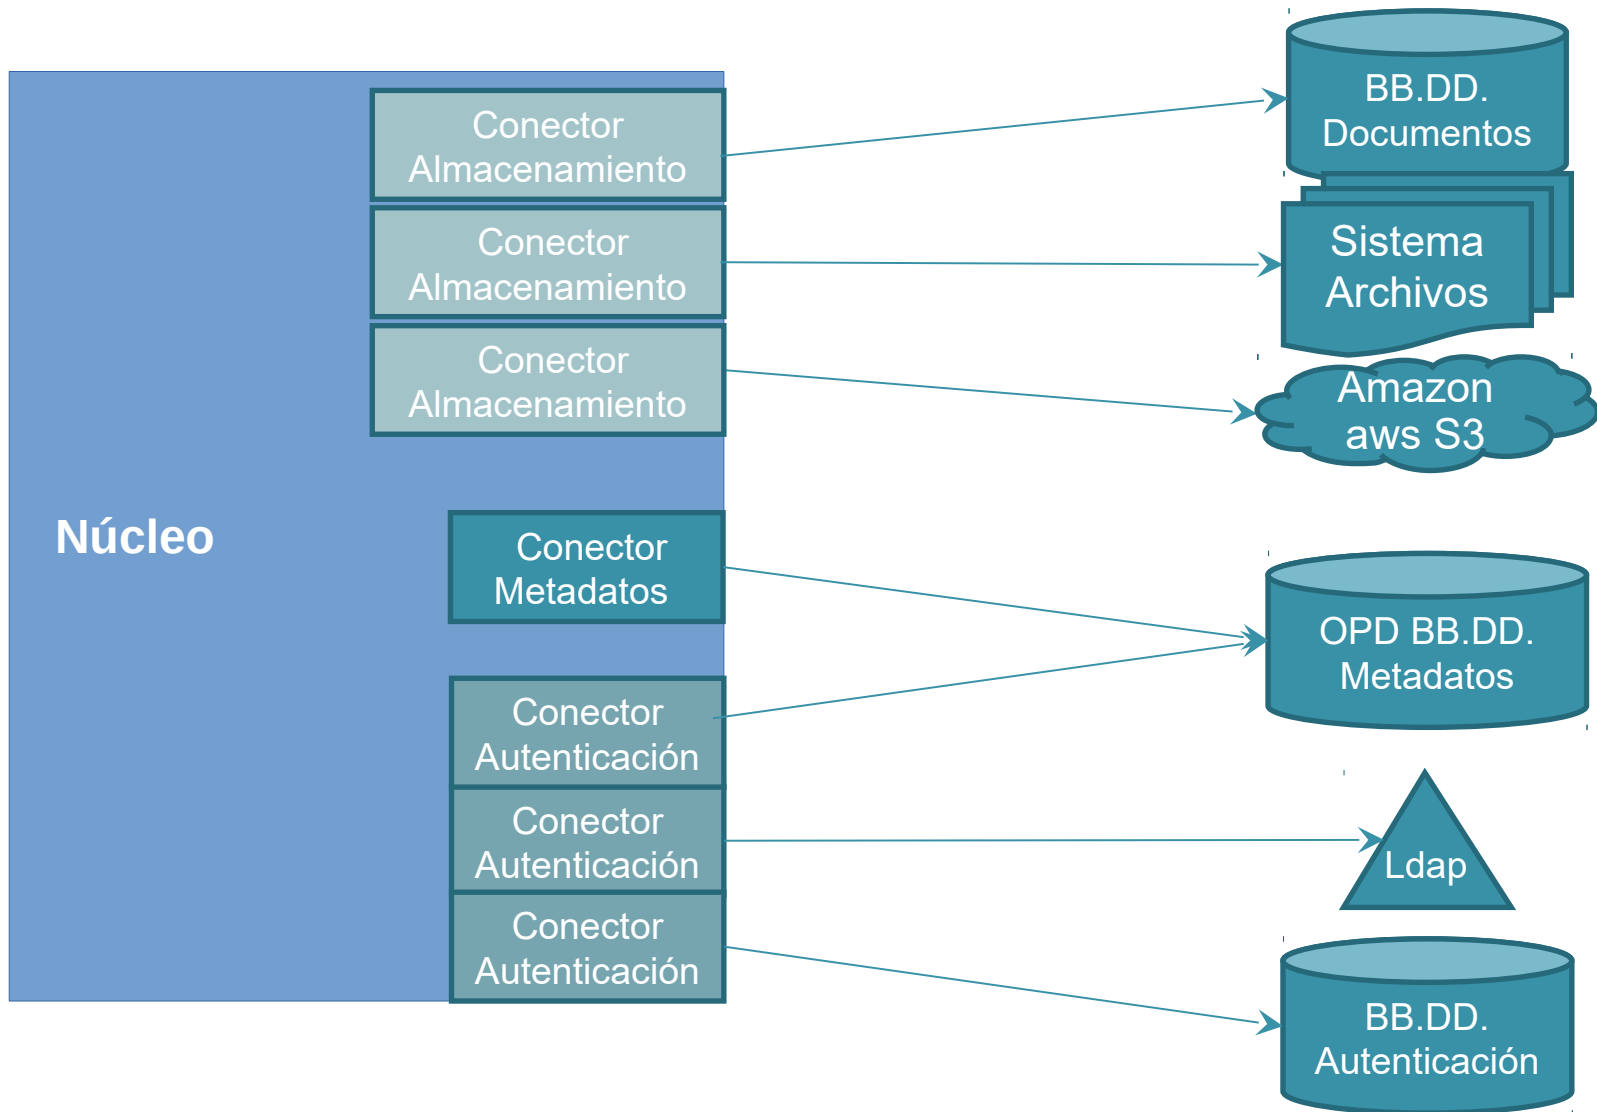 Núcleo
Conector
Almacenamiento
Conector
Almacenamiento
Conector
Almacenamiento
Conector
Metadatos
Conector
Autenticación
Conector
Autenticación
Conector
Autenticación
BB.DD.
Documentos
Sistema
Archivos
Amazon
aws S3
OPD BB.DD.
Metadatos
Ldap
BB.DD.
Autenticación